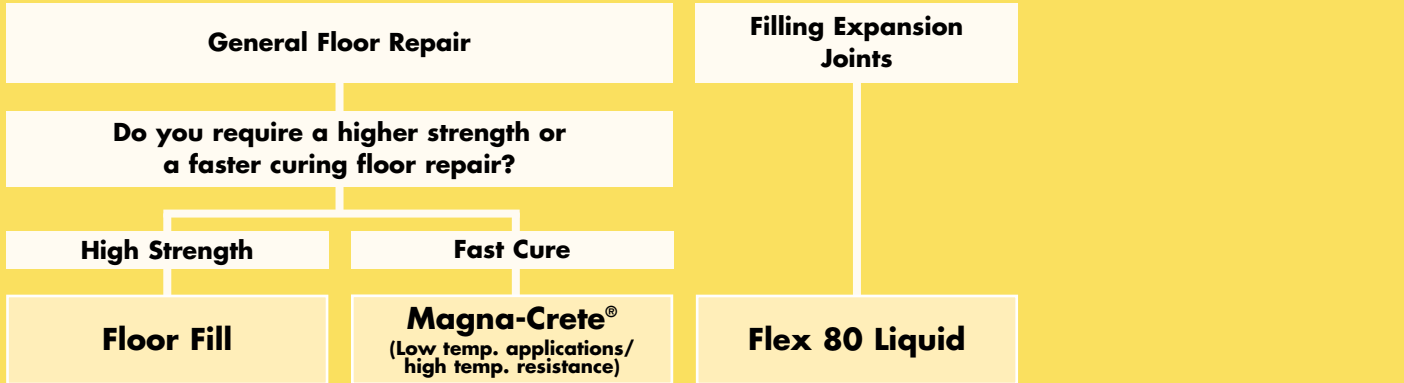 General Floor Repair
Filling Expansion
Joints
Do you require a higher strength or
a faster curing floor repair?
High Strength
Fast Cure
Floor Fill
Magna-Crete®
(Low temp. applications/
high temp. resistance)
Flex 80 Liquid